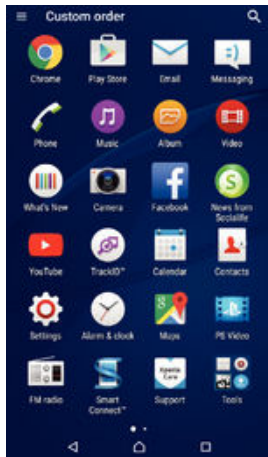 Custom order
Chrome Play Store Email Messaging
Phone Music Album Video
What's New Camera Facebook News from
Socialife
YouTube TrackID™ Calendar Contacts
Settings Alarm & clock Maps PS Video
FM radio Smart Support Tools
Connect™